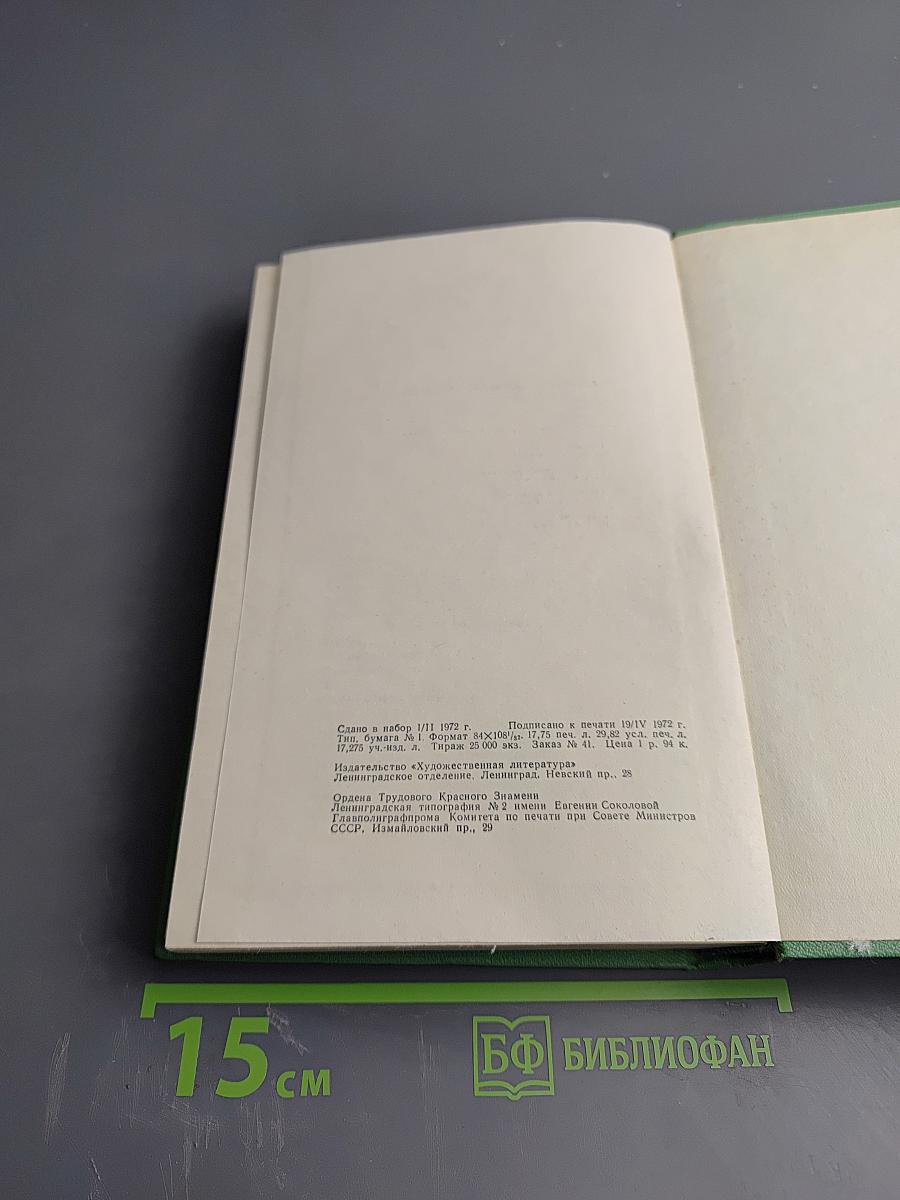 Сдано в набор 1/II 1972 г. Подписано к печати 19/IV 1972 г.
Тип. бумага № 1. Формат 84×108¹/₃₂. 17,75 печ. л. 29,82 усл. печ. л.
17,275 уч.-изд. л. Тираж 25 000 экз. Заказ № 41. Цена 1 р. 94 к.
Издательство «Художественная литература»
Ленинградское отделение. Ленинград, Невский пр., 28
Ордена Трудового Красного Знамени
Ленинградская типография № 2 имени Евгении Соколовой
Главполиграфпрома Комитета по печати при Совете Министров
СССР, Измайловский пр., 29
15 см
БФ БИБЛИОФАН